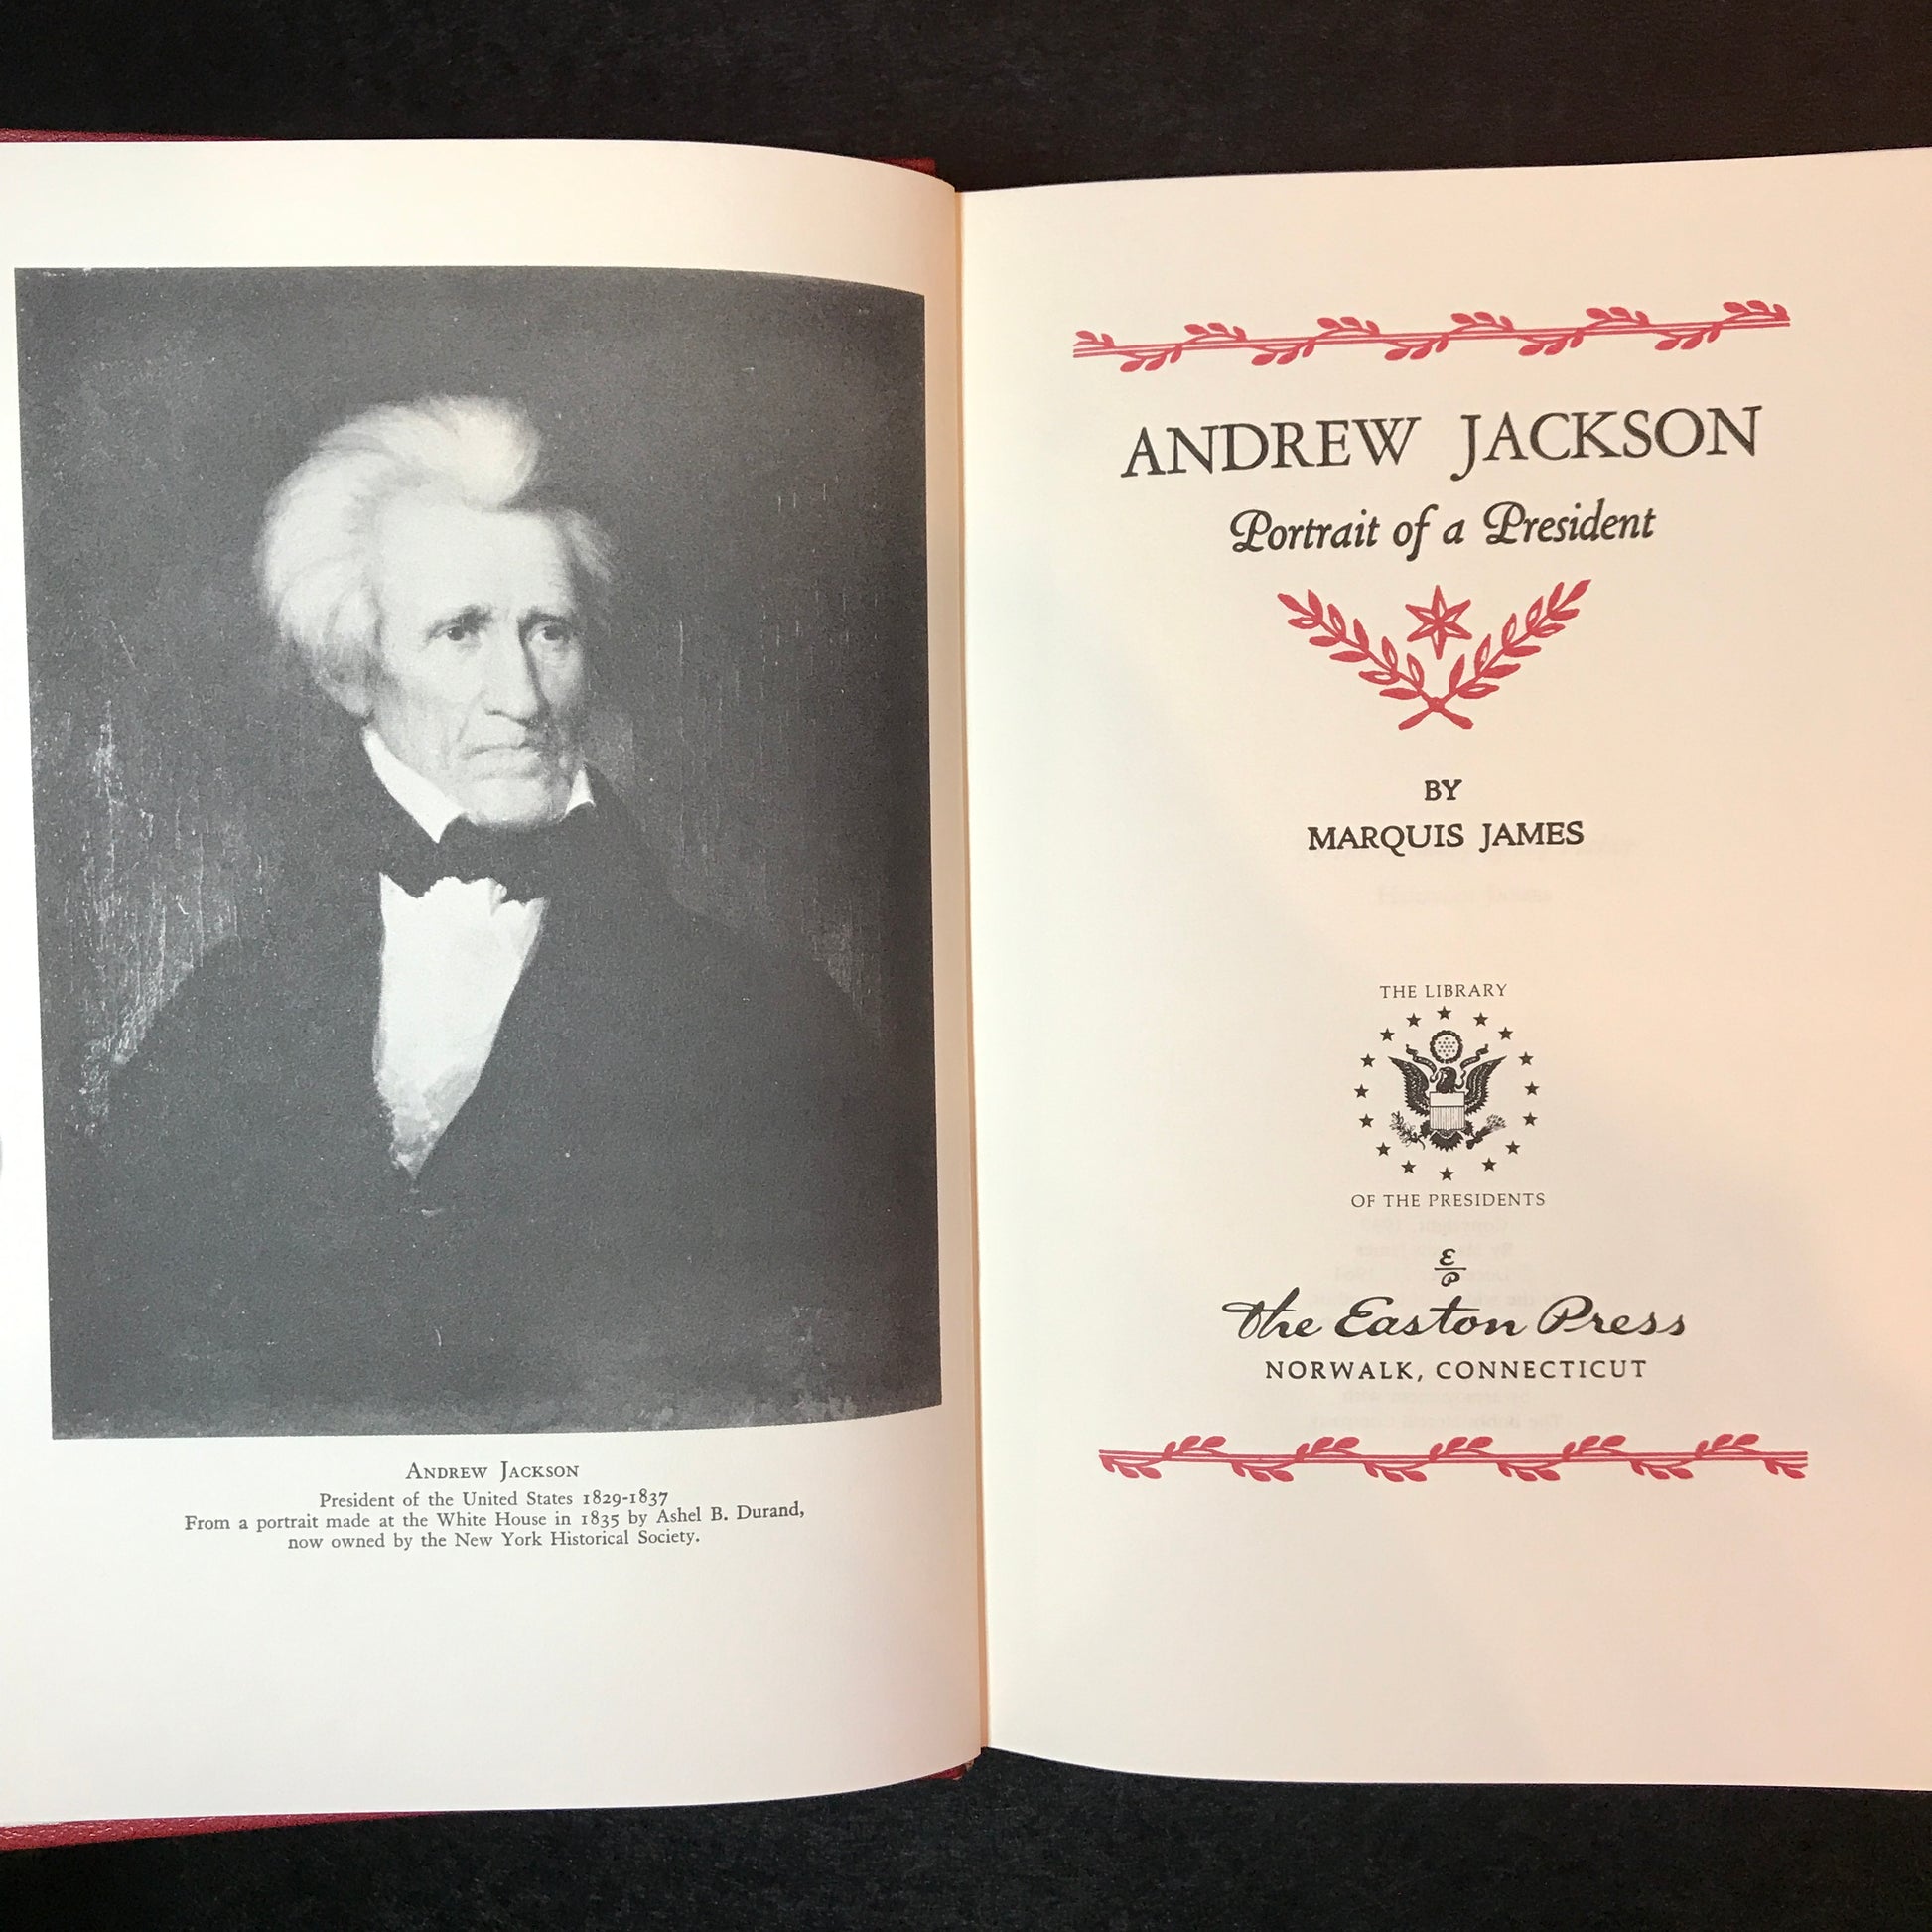 ANDREW JACKSON
President of the United States 1829-1837
From a portrait made at the White House in 1835 by Ashel B. Durand,
now owned by the New York Historical Society.
ANDREW JACKSON
Portrait of a President
BY
MARQUIS JAMES
THE LIBRARY
OF THE PRESIDENTS
E
P
The Easton Press
NORWALK, CONNECTICUT